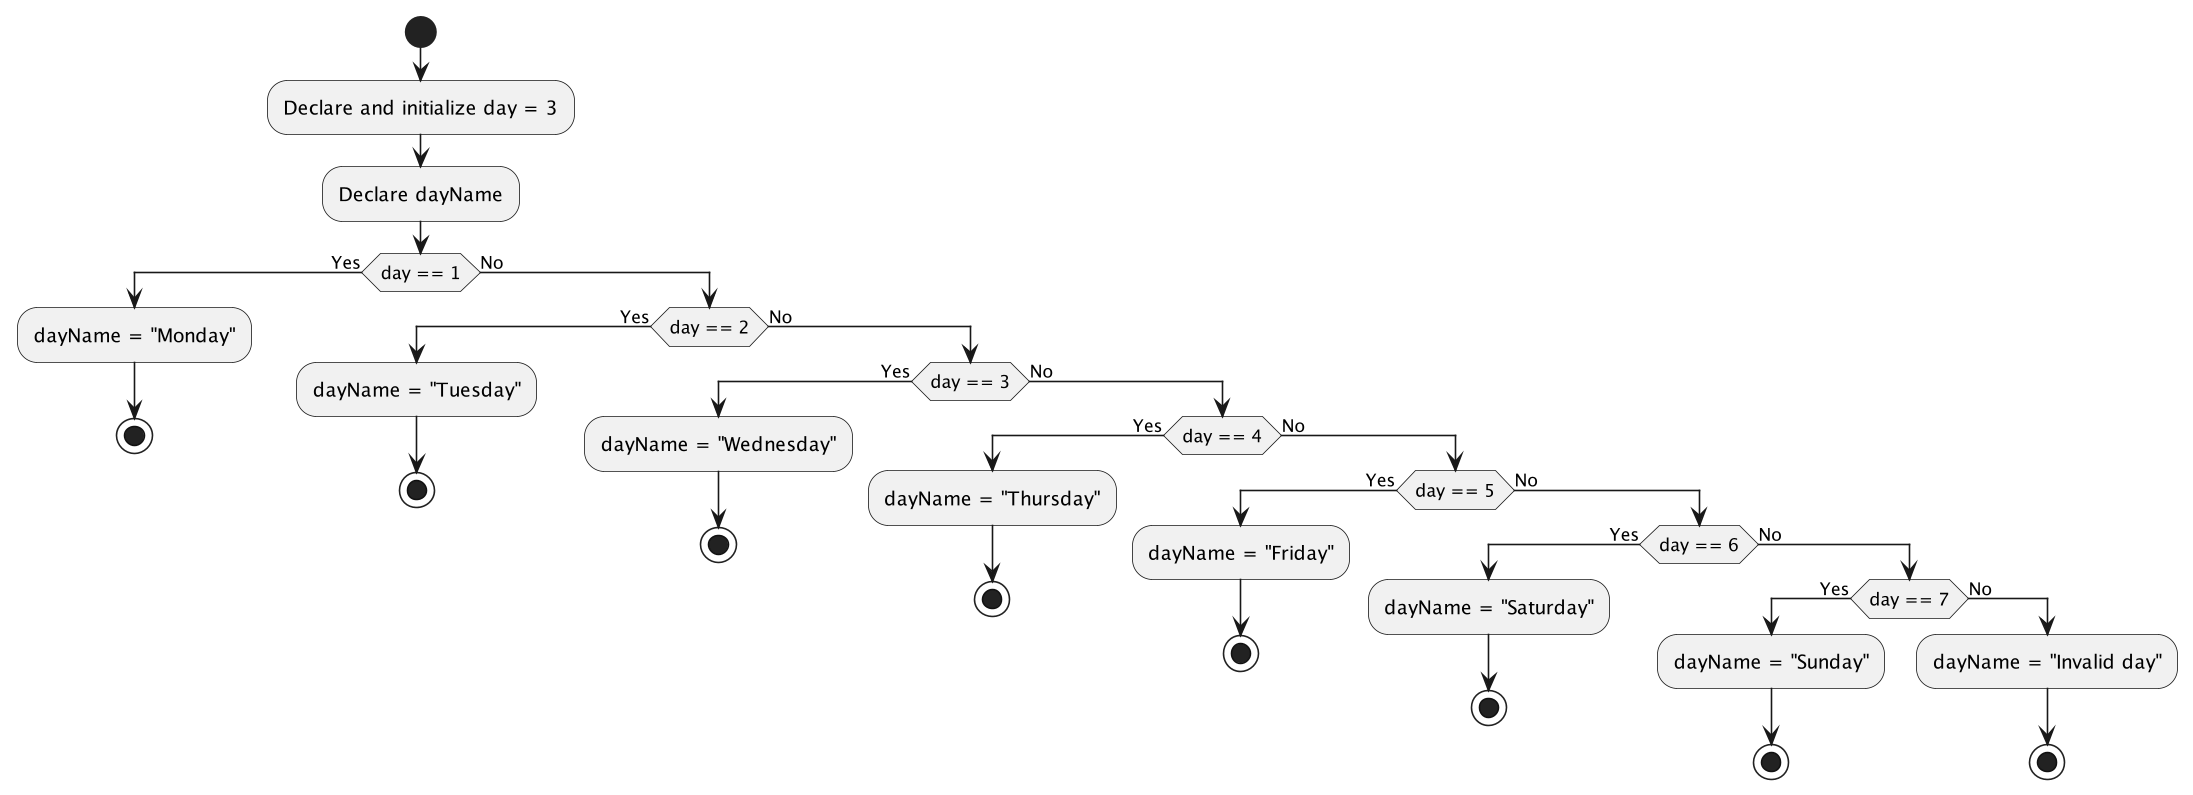 Declare and initialize day = 3
Declare dayName
Yes
day == 1
No
dayName = "Monday"
Yes
day == 2
No
dayName = "Tuesday"
Yes
day == 3
No
dayName = "Wednesday"
Yes
day == 4
No
dayName = "Thursday"
Yes
day == 5
No
dayName = "Friday"
Yes
day == 6
No
dayName = "Saturday"
Yes
day == 7
No
dayName = "Sunday"
dayName = "Invalid day"